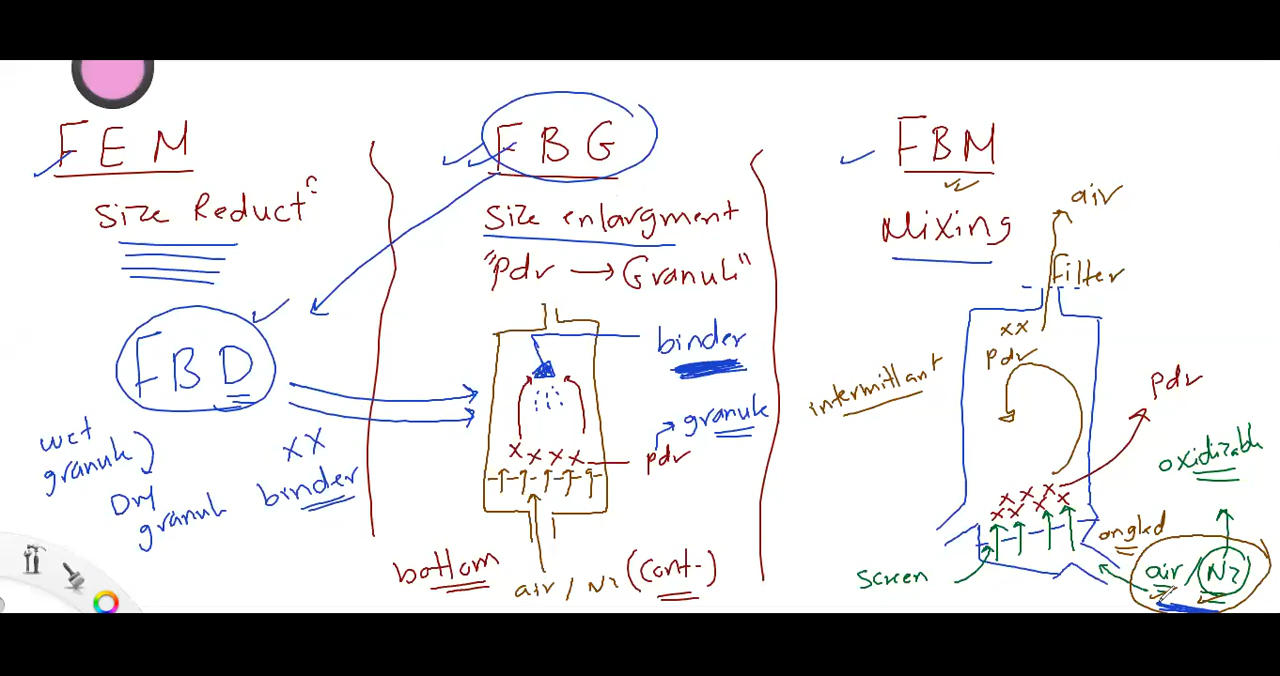 FEM
Size Reductⁿ
FBD
wet
granule
Dry
granule
xx
binder
FBG
Size enlargment
"Pdr → Granule"
binder
granule
pdr
bottom
air / N2 (cont-)
FBM
Mixing
air
filter
xx
pdr
intermittant
pdr
oxidizable
angled
screen
air / N2